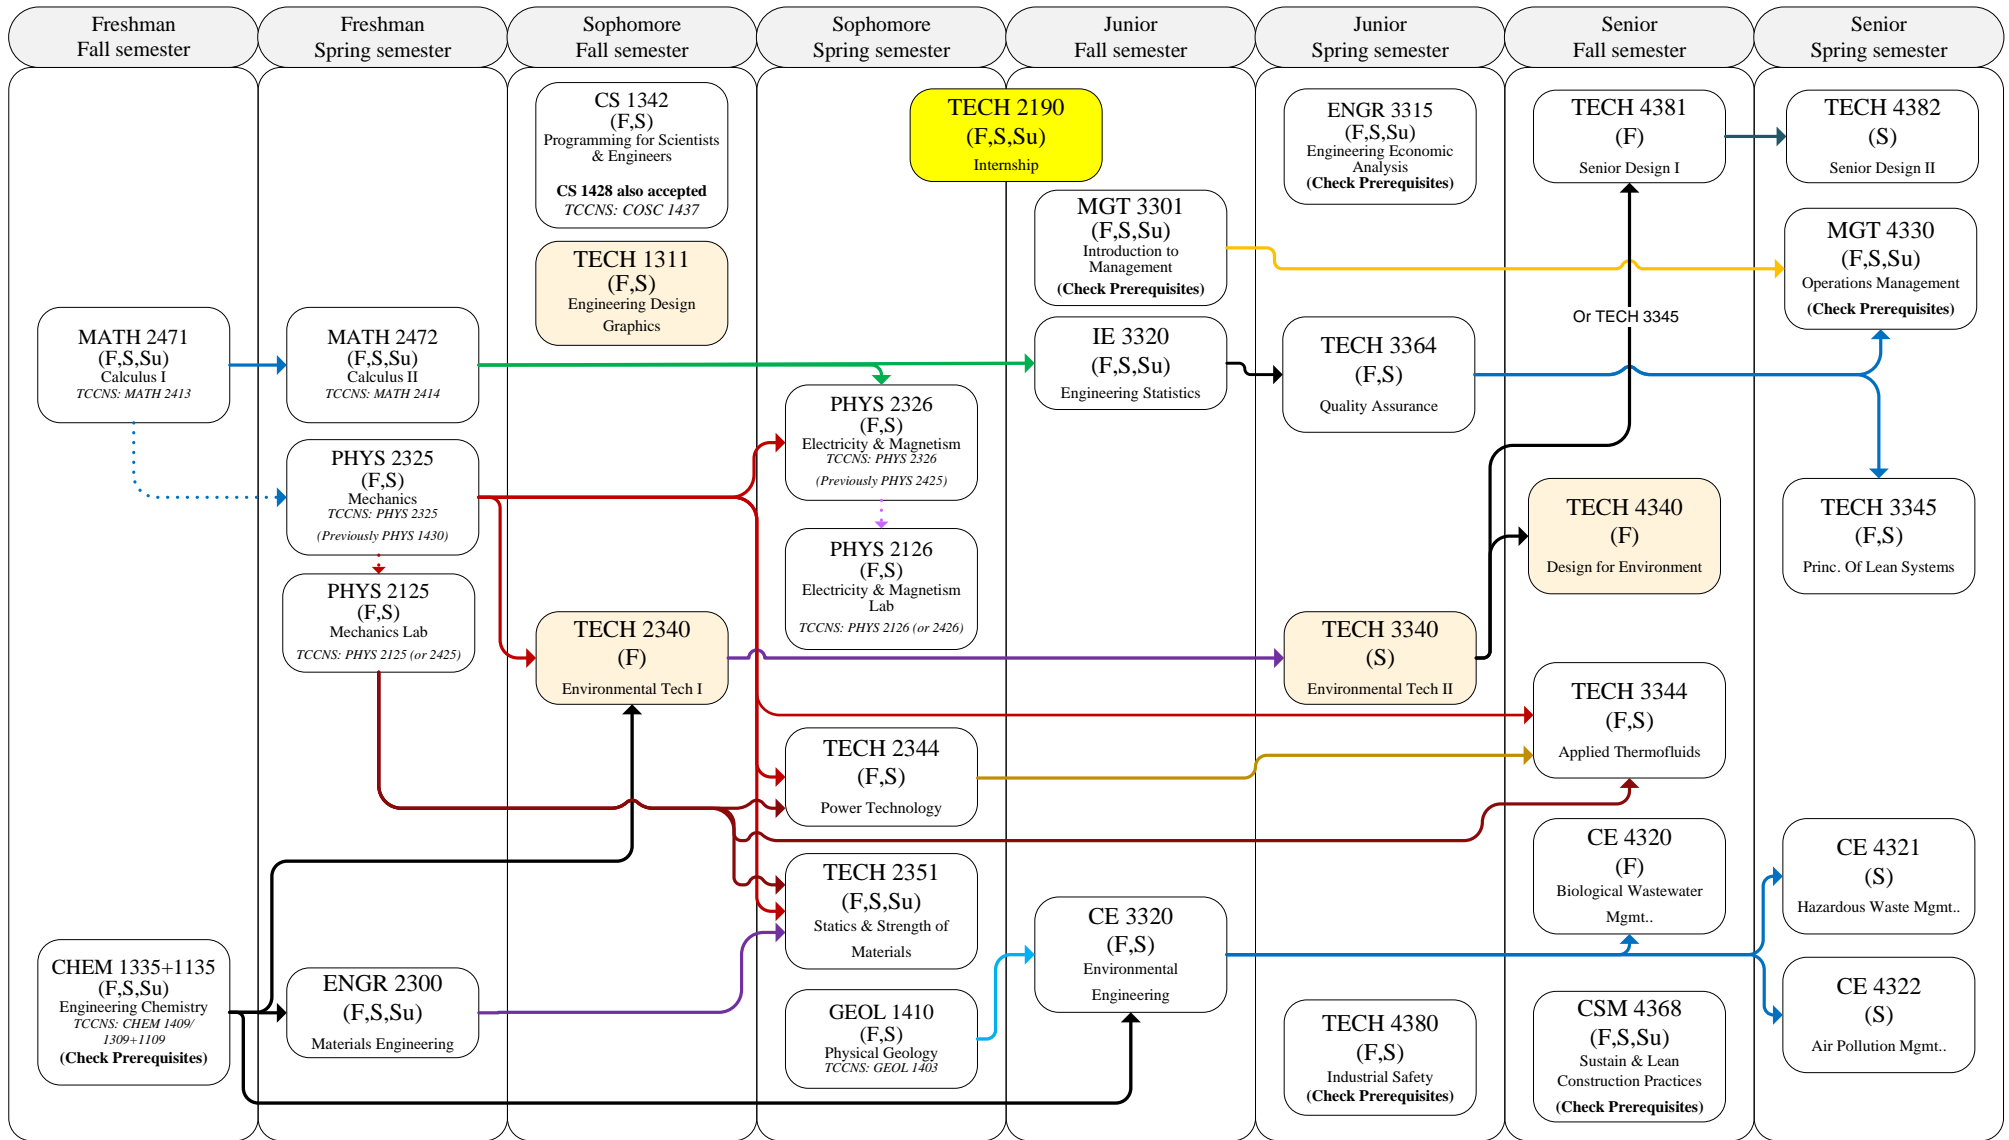 Freshman
Fall semester
Freshman
Spring semester
Sophomore
Fall semester
Sophomore
Spring semester
Junior
Fall semester
Junior
Spring semester
Senior
Fall semester
Senior
Spring semester
MATH 2471
(F,S,Su)
Calculus I
TCCNS: MATH 2413
CHEM 1335+1135
(F,S,Su)
Engineering Chemistry
TCCNS: CHEM 1409/
1309+1109
(Check Prerequisites)
MATH 2472
(F,S,Su)
Calculus II
TCCNS: MATH 2414
PHYS 2325
(F,S)
Mechanics
TCCNS: PHYS 2325
(Previously PHYS 1430)
PHYS 2125
(F,S)
Mechanics Lab
TCCNS: PHYS 2125 (or 2425)
ENGR 2300
(F,S,Su)
Materials Engineering
CS 1342
(F,S)
Programming for Scientists
& Engineers
CS 1428 also accepted
TCCNS: COSC 1437
TECH 1311
(F,S)
Engineering Design
Graphics
TECH 2340
(F)
Environmental Tech I
TECH 2190
(F,S,Su)
Internship
PHYS 2326
(F,S)
Electricity & Magnetism
TCCNS: PHYS 2326
(Previously PHYS 2425)
PHYS 2126
(F,S)
Electricity & Magnetism
Lab
TCCNS: PHYS 2126 (or 2426)
TECH 2344
(F,S)
Power Technology
TECH 2351
(F,S,Su)
Statics & Strength of
Materials
GEOL 1410
(F,S)
Physical Geology
TCCNS: GEOL 1403
MGT 3301
(F,S,Su)
Introduction to
Management
(Check Prerequisites)
IE 3320
(F,S,Su)
Engineering Statistics
CE 3320
(F,S)
Environmental
Engineering
ENGR 3315
(F,S,Su)
Engineering Economic
Analysis
(Check Prerequisites)
TECH 3364
(F,S)
Quality Assurance
TECH 3340
(S)
Environmental Tech II
TECH 4380
(F,S)
Industrial Safety
(Check Prerequisites)
TECH 4381
(F)
Senior Design I
Or TECH 3345
TECH 4340
(F)
Design for Environment
TECH 3344
(F,S)
Applied Thermofluids
CE 4320
(F)
Biological Wastewater
Mgmt..
CSM 4368
(F,S,Su)
Sustain & Lean
Construction Practices
(Check Prerequisites)
TECH 4382
(S)
Senior Design II
MGT 4330
(F,S,Su)
Operations Management
(Check Prerequisites)
TECH 3345
(F,S)
Princ. Of Lean Systems
CE 4321
(S)
Hazardous Waste Mgmt..
CE 4322
(S)
Air Pollution Mgmt..